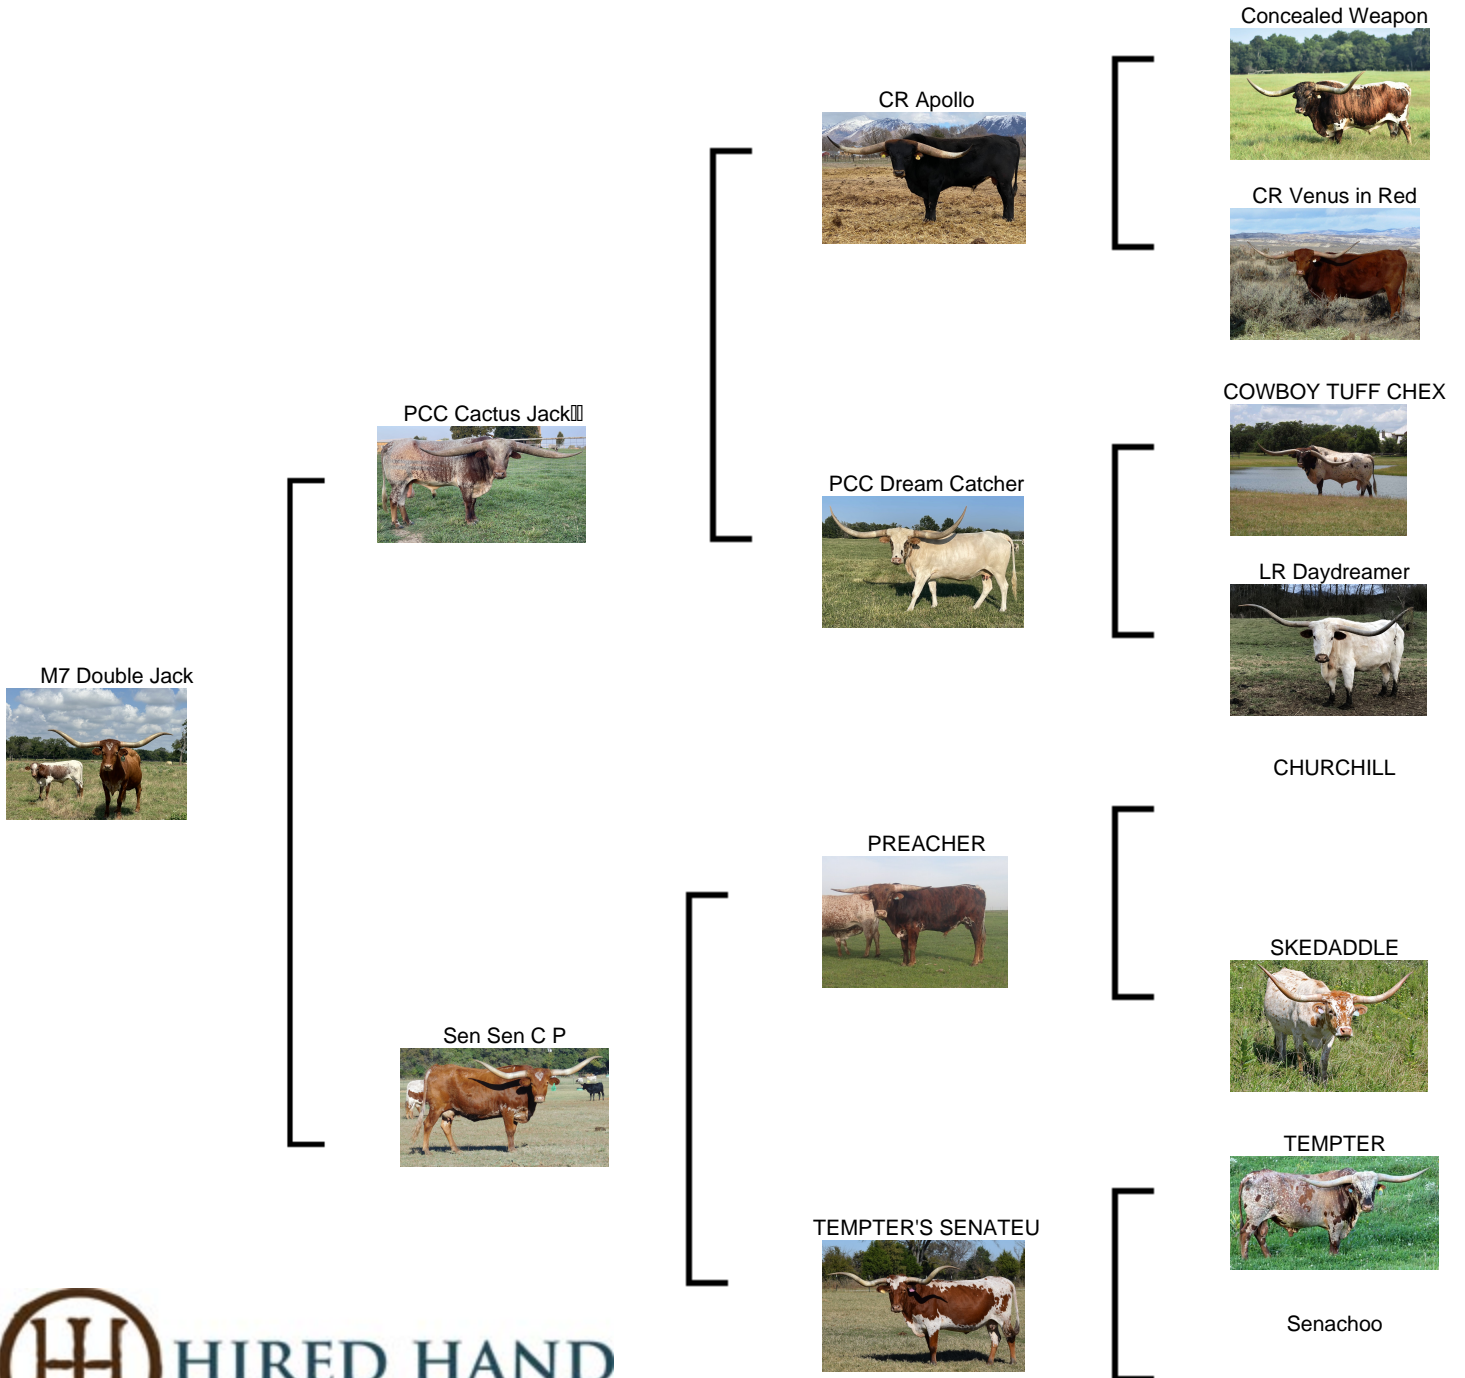 Concealed Weapon
CR Apollo
CR Venus in Red
COWBOY TUFF CHEX
PCC Cactus Jack
PCC Dream Catcher
LR Daydreamer
M7 Double Jack
CHURCHILL
PREACHER
SKEDADDLE
Sen Sen C P
TEMPTER
TEMPTER'S SENATEU
Senachoo
HIRED HAND